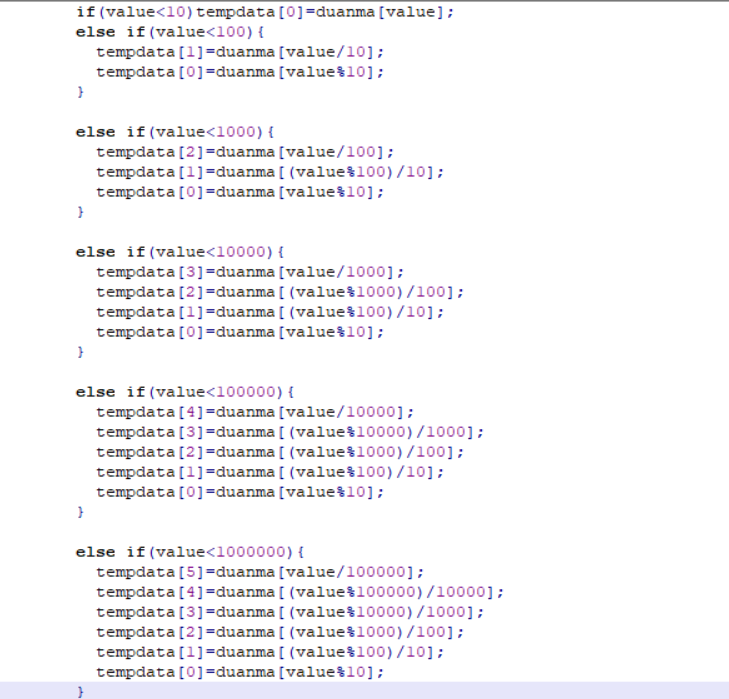 if(value<10)tempdata[0]=duanma[value];
else if(value<100){
tempdata[1]=duanma[value/10];
tempdata[0]=duanma[value%10];
}
else if(value<1000){
tempdata[2]=duanma[value/100];
tempdata[1]=duanma[(value%100)/10];
tempdata[0]=duanma[value%10];
}
else if(value<10000){
tempdata[3]=duanma[value/1000];
tempdata[2]=duanma[(value%1000)/100];
tempdata[1]=duanma[(value%100)/10];
tempdata[0]=duanma[value%10];
}
else if(value<100000){
tempdata[4]=duanma[value/10000];
tempdata[3]=duanma[(value%10000)/1000];
tempdata[2]=duanma[(value%1000)/100];
tempdata[1]=duanma[(value%100)/10];
tempdata[0]=duanma[value%10];
}
else if(value<1000000){
tempdata[5]=duanma[value/100000];
tempdata[4]=duanma[(value%100000)/10000];
tempdata[3]=duanma[(value%10000)/1000];
tempdata[2]=duanma[(value%1000)/100];
tempdata[1]=duanma[(value%100)/10];
tempdata[0]=duanma[value%10];
}